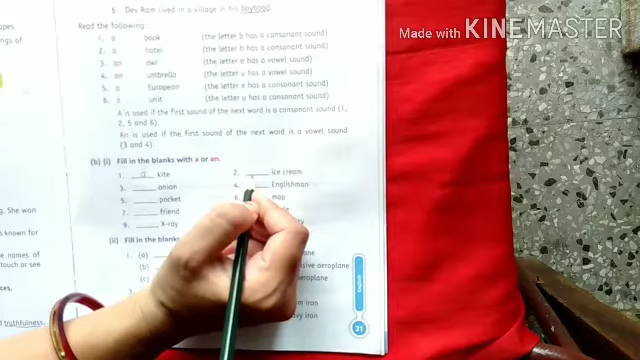 Made with KINEMASTER
6. Dev Ram lived in a village in his boyhood.
Read the following:
1. a book (the letter b has a consonant sound)
2. a hotel (the letter h has a consonant sound)
3. an owl (the letter o has a vowel sound)
4. an umbrella (the letter u has a vowel sound)
5. a European (the letter e has a consonant sound)
6. a unit (the letter u has a consonant sound)
A is used if the first sound of the next word is a consonant sound (1,
2, 5 and 6).
An is used if the first sound of the next word is a vowel sound
(3 and 4).
(b) (i) Fill in the blanks with a or an.
1. a kite 2. ice cream
3. onion 4. Englishman
5. pocket 6. map
7. friend
9. X-ray
(ii) Fill in the blanks
1. (a)
(b) aeroplane
(c) aeroplane
iron
iron
English
21
She won
is known for
e names of
touch or see
truthfulness.